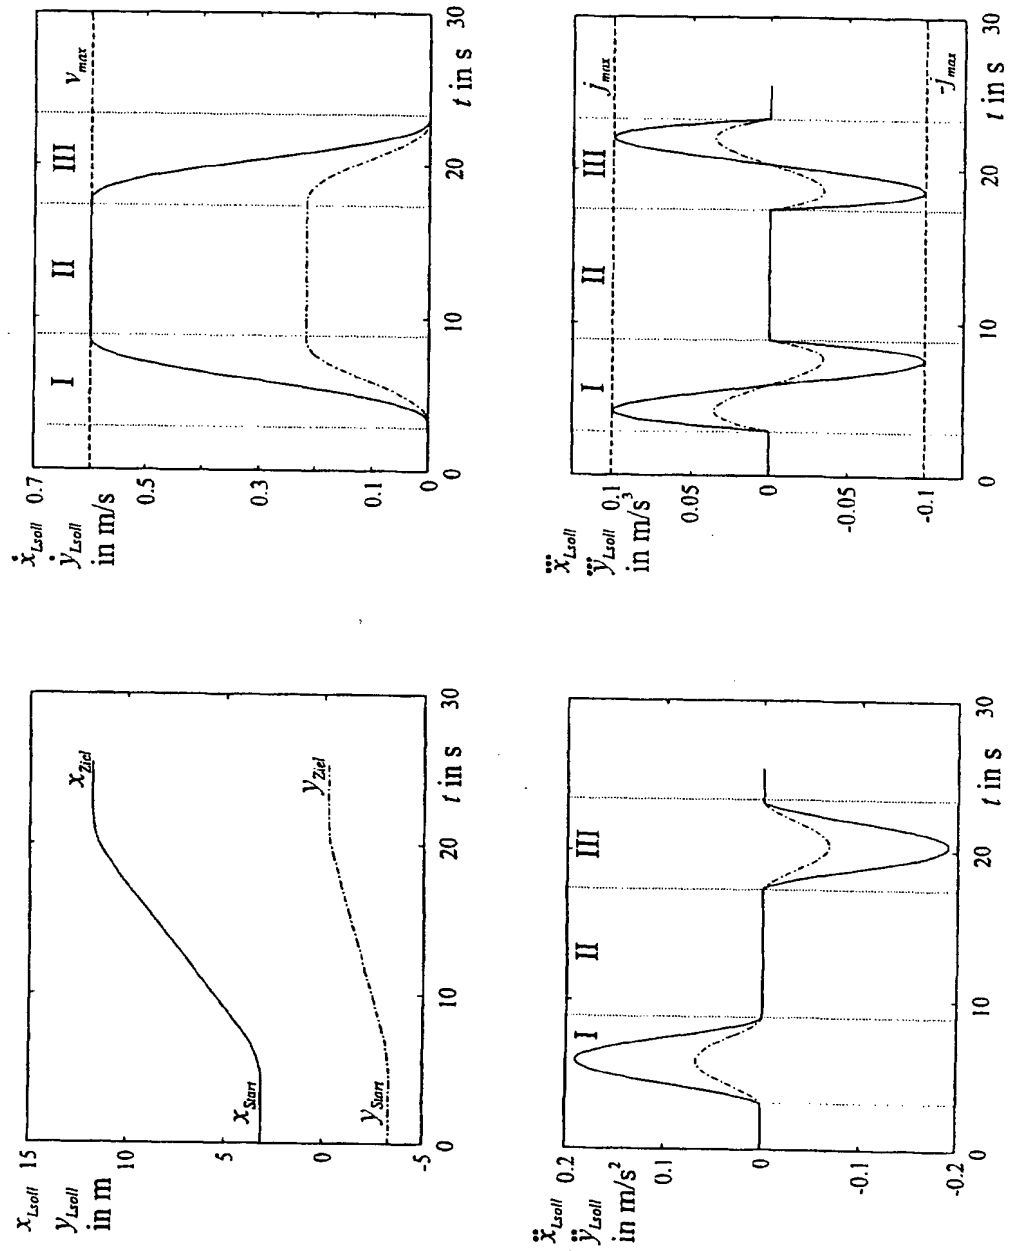 x_Lsoll 15
y_Lsoll
in m
10
5
0
-5
x_Start
x_Ziel
y_Start
y_Ziel
0 10 20 30
t in s
ẋ_Lsoll 0.7
ẏ_Lsoll
in m/s
0.5
0.3
0.1
0
I II III v_max
0 10 20 30
t in s
ẍ_Lsoll 0.2
ÿ_Lsoll
in m/s²
0.1
0
-0.1
-0.2
I II III
0 10 20 30
t in s
x⃛_Lsoll 0.1
y⃛_Lsoll
in m/s³
0.05
0
-0.05
-0.1
I II III j_max
-j_max
0 10 20 30
t in s